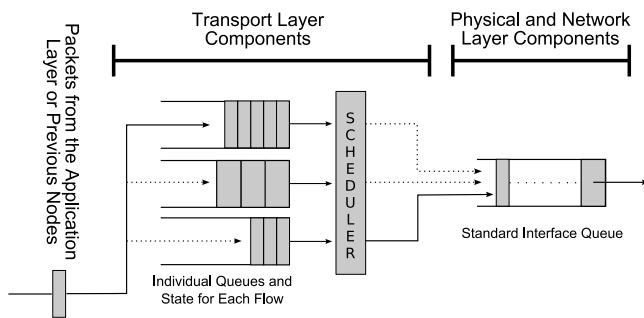 Transport Layer
Components
Physical and Network
Layer Components
Packets from the Application
Layer or Previous Nodes
SCHEDULER
Individual Queues and
State for Each Flow
Standard Interface Queue